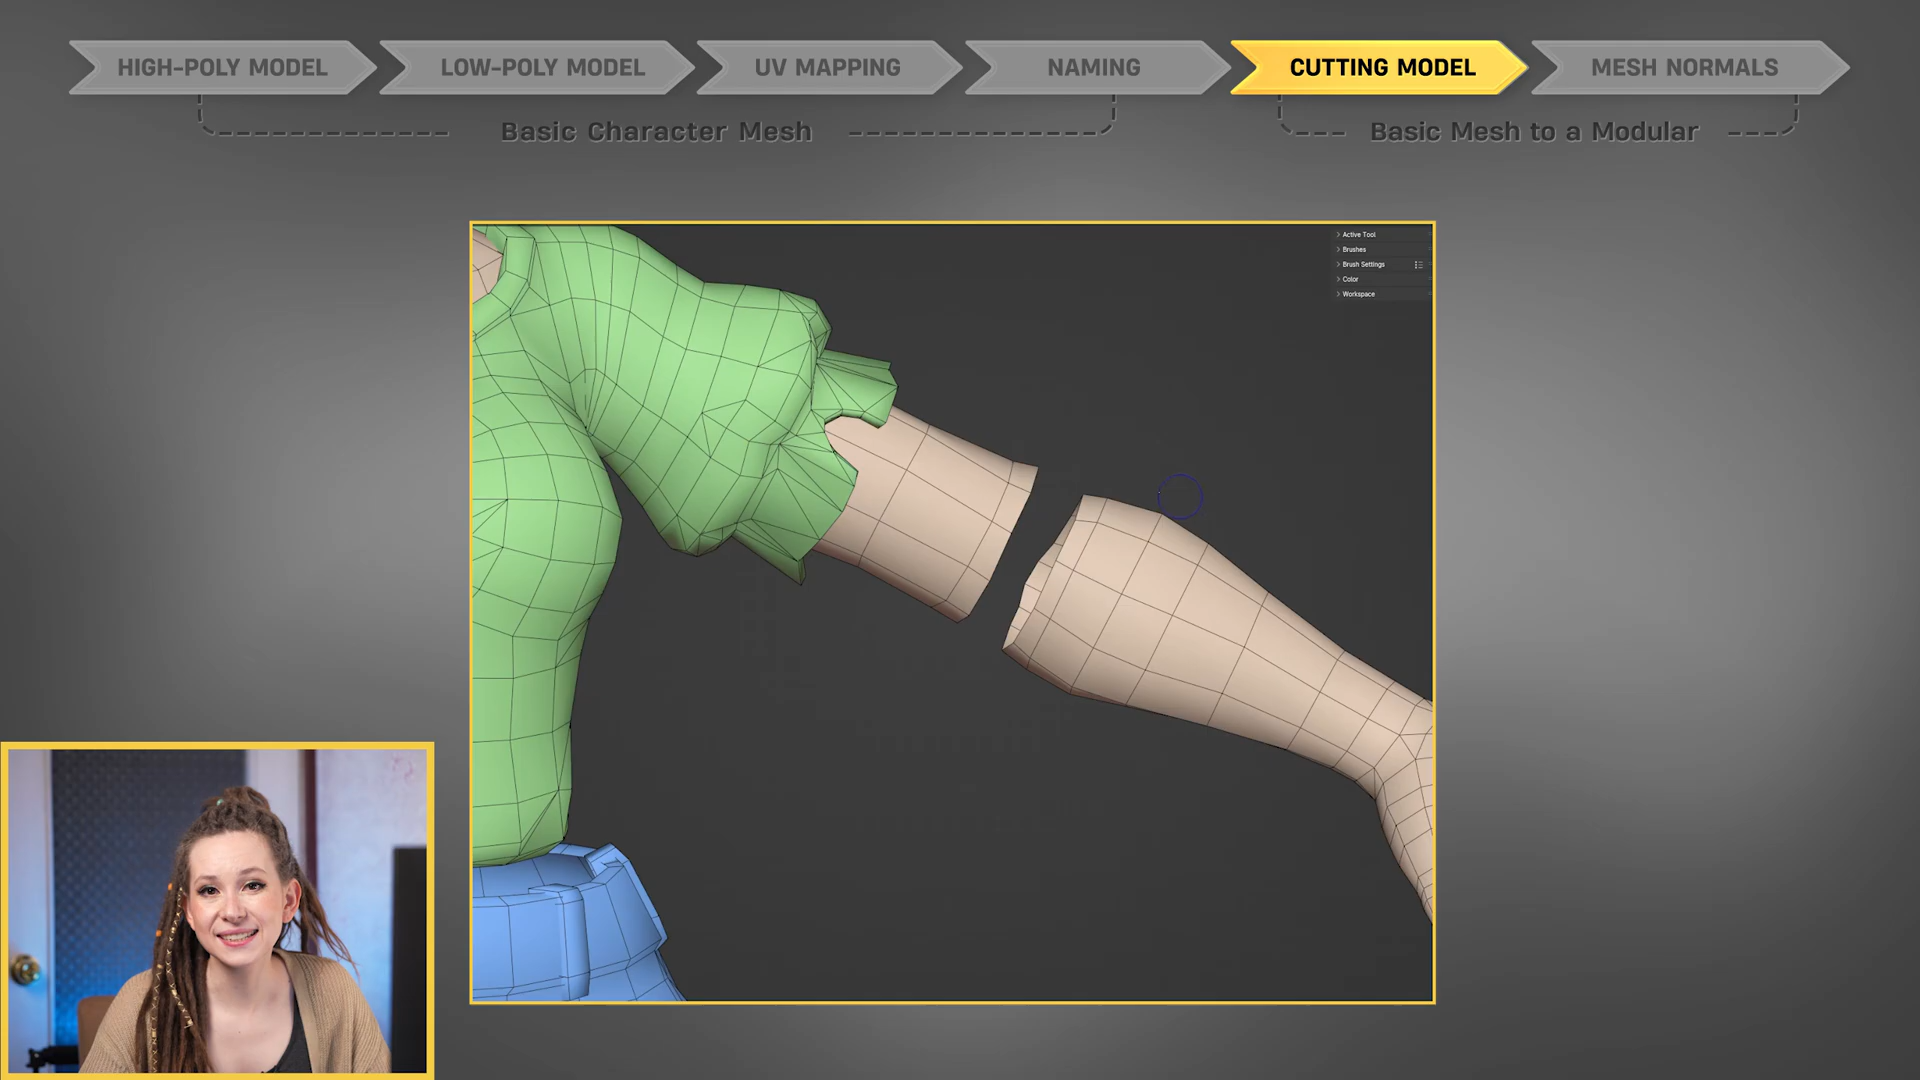 HIGH-POLY MODEL
LOW-POLY MODEL
UV MAPPING
NAMING
CUTTING MODEL
MESH NORMALS
Basic Character Mesh
Basic Mesh to a Modular
Active Tool
Brushes
Brush Settings
Color
Workspace